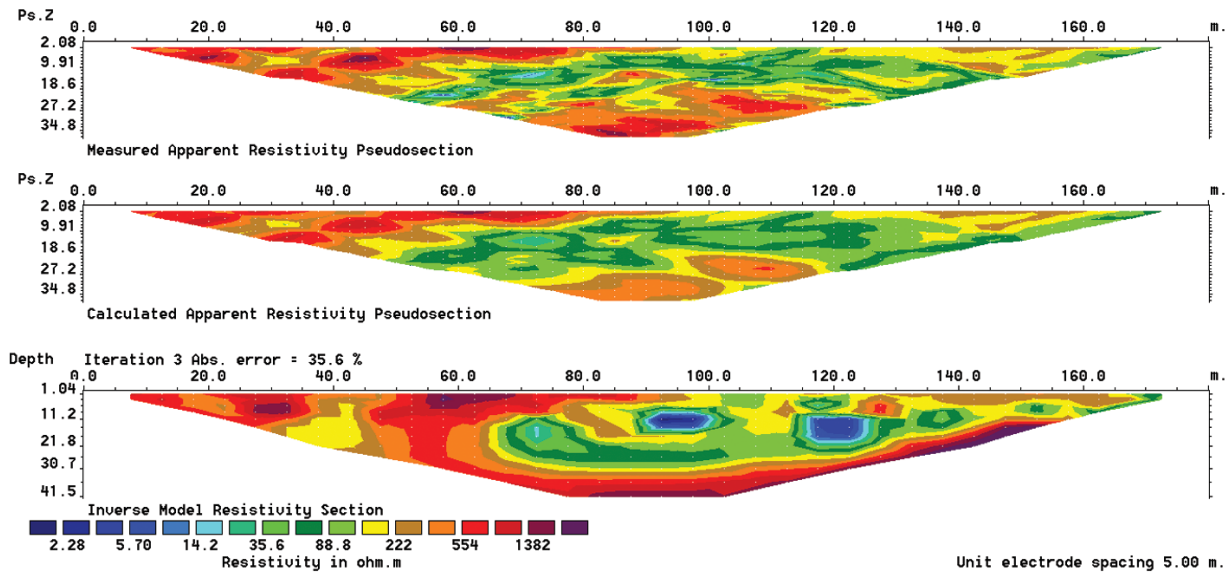 Ps.Z
0.0 20.0 40.0 60.0 80.0 100.0 120.0 140.0 160.0 m.
2.08
9.91
18.6
27.2
34.8
Measured Apparent Resistivity Pseudosection
Ps.Z
0.0 20.0 40.0 60.0 80.0 100.0 120.0 140.0 160.0 m.
2.08
9.91
18.6
27.2
34.8
Calculated Apparent Resistivity Pseudosection
Depth Iteration 3 Abs. error = 35.6 %
0.0 20.0 40.0 60.0 80.0 100.0 120.0 140.0 160.0 m.
1.04
11.2
21.8
30.7
41.5
Inverse Model Resistivity Section
2.28 5.70 14.2 35.6 88.8 222 554 1382
Resistivity in ohm.m Unit electrode spacing 5.00 m.